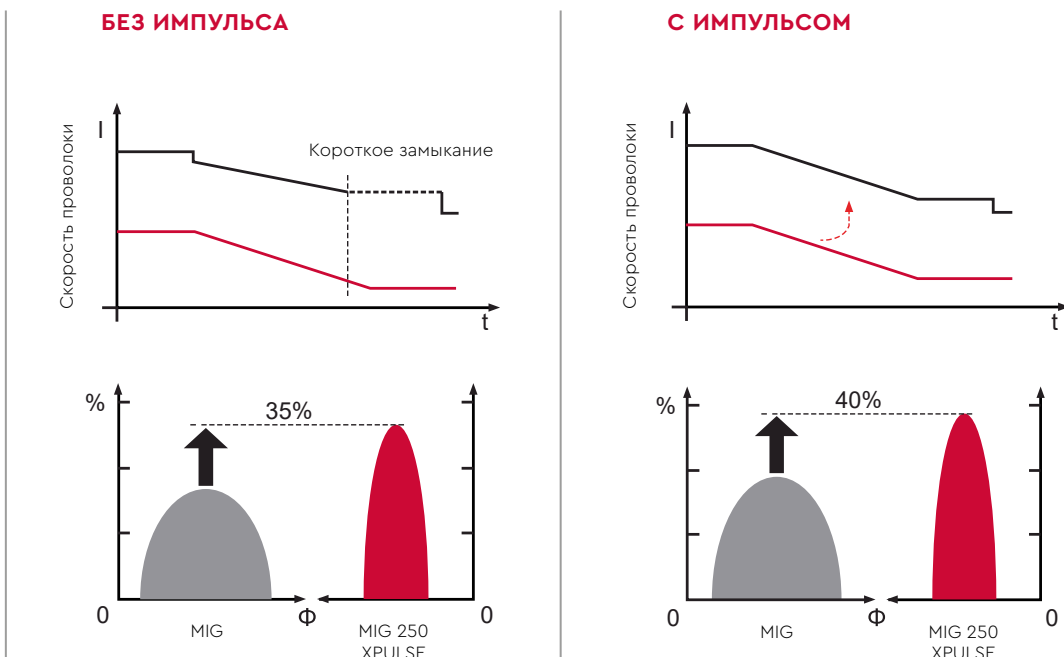 БЕЗ ИМПУЛЬСА
I
Скорость проволоки
Короткое замыкание
t
%
35%
0
Ф
0
MIG
MIG 250
XPULSE
С ИМПУЛЬСОМ
I
Скорость проволоки
t
%
40%
0
Ф
0
MIG
MIG 250
XPULSE